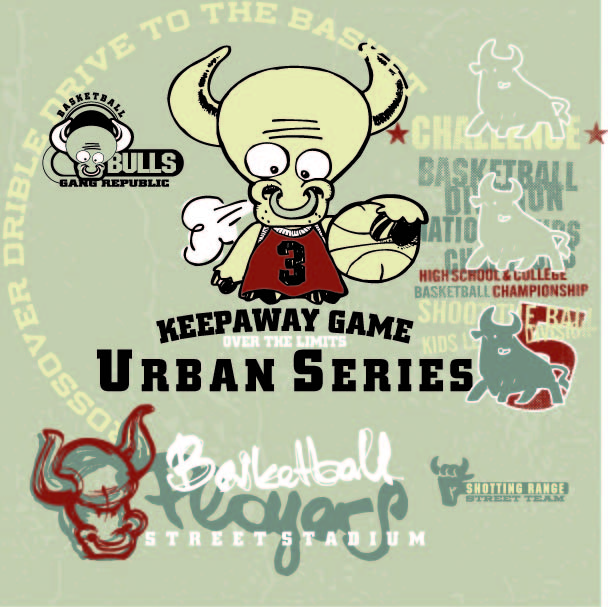 CROSSOVER DRIBLE DRIVE TO THE BASKET
BASKETBALL
BULLS
GANG REPUBLIC
3
CHALLENGE
BASKETBALL
HIGH SCHOOL & COLLEGE
BASKETBALL CHAMPIONSHIP
KEEPAWAY GAME
OVER THE LIMITS
URBAN SERIES
Basketball
Players
STREET STADIUM
SHOTTING RANGE
STREET TEAM